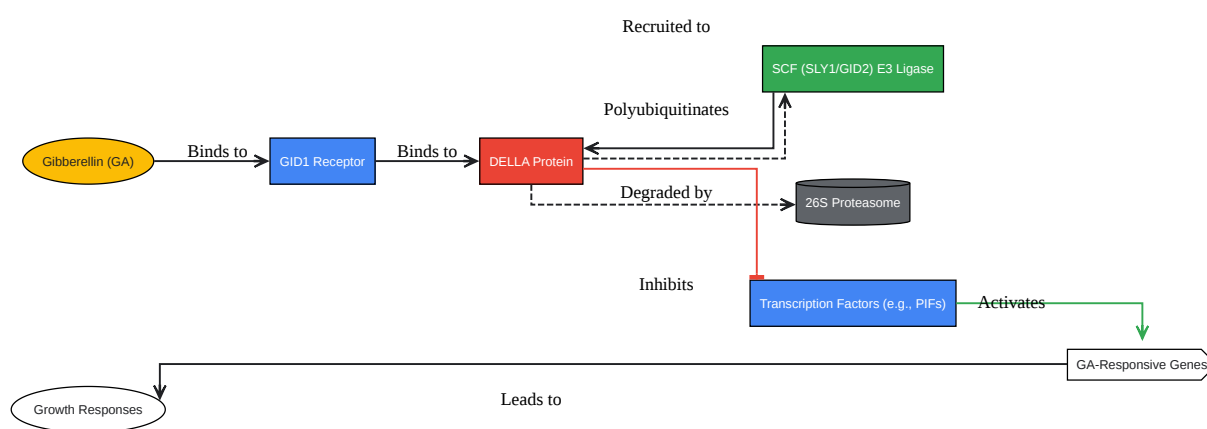 Recruited to
SCF (SLY1/GID2) E3 Ligase
Polyubiquitinates
Gibberellin (GA)
Binds to
GID1 Receptor
Binds to
DELLA Protein
Degraded by
26S Proteasome
Inhibits
Transcription Factors (e.g., PIFs)
Activates
GA-Responsive Genes
Leads to
Growth Responses